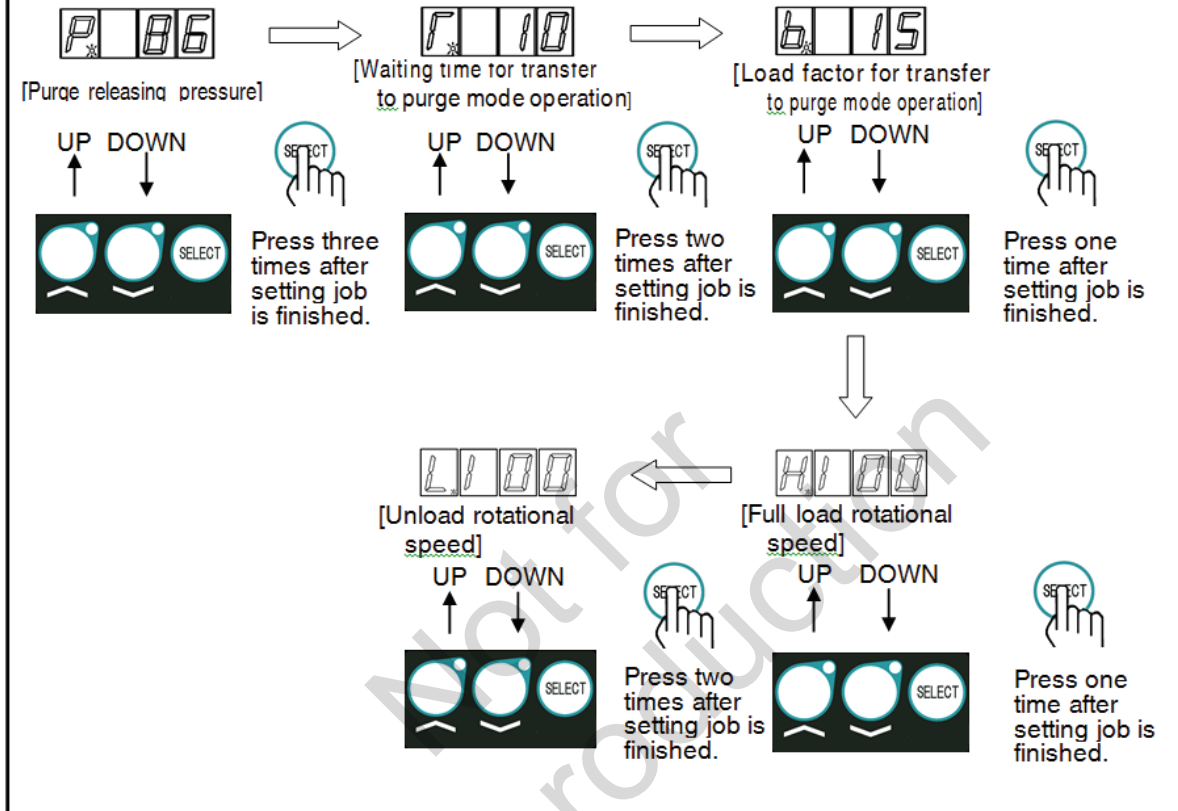 P. 86
T. 10
b. 15
[Purge releasing pressure]
[Waiting time for transfer
to purge mode operation]
[Load factor for transfer
to purge mode operation]
UP DOWN
SELECT
UP DOWN
SELECT
UP DOWN
SELECT
SELECT
Press three
times after
setting job
is finished.
SELECT
Press two
times after
setting job is
finished.
SELECT
Press one
time after
setting job is
finished.
L.100
H.100
[Unload rotational
speed]
[Full load rotational
speed]
UP DOWN
SELECT
UP DOWN
SELECT
SELECT
Press two
times after
setting job is
finished.
SELECT
Press one
time after
setting job is
finished.
Not for
roduction